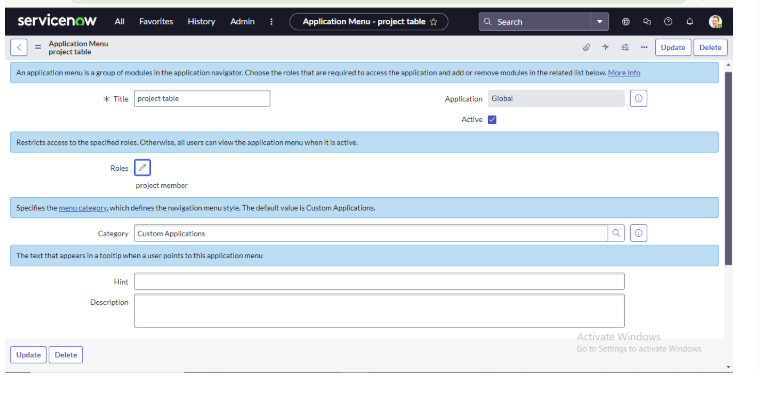 servicenow All Favorites History Admin Application Menu - project table Search
Application Menu
project table
Update Delete
An application menu is a group of modules in the application navigator. Choose the roles that are required to access the application and add or remove modules in the related list below. More Info
Title project table Application Global
Active
Restricts access to the specified roles. Otherwise, all users can view the application menu when it is active.
Roles
project member
Specifies the menu category, which defines the navigation menu style. The default value is Custom Applications.
Category Custom Applications
The text that appears in a tooltip when a user points to this application menu
Hint
Description
Activate Windows
Go to Settings to activate Windows.
Update Delete